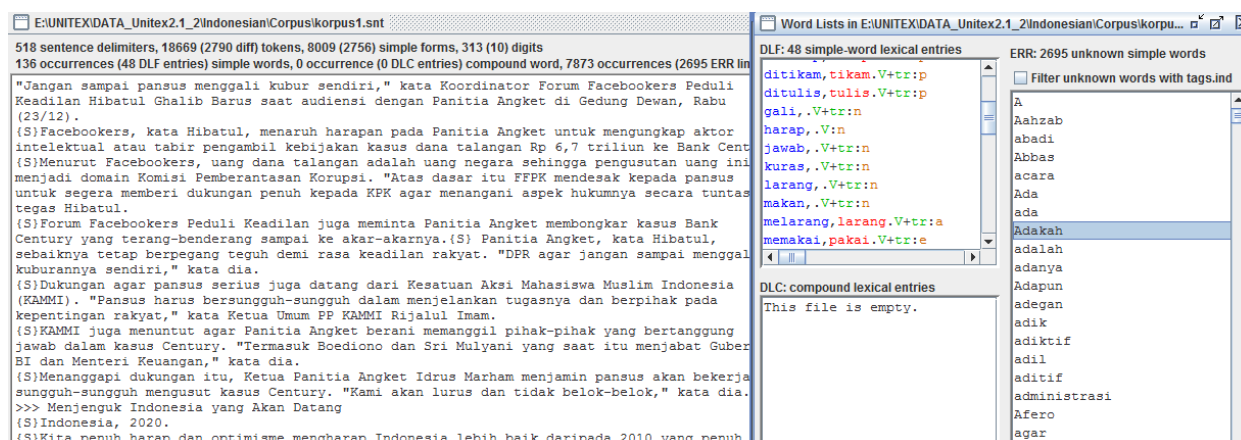 E:\UNITEX\DATA_Unitex2.1_2\Indonesian\Corpus\korpus1.snt
518 sentence delimiters, 18669 (2790 diff) tokens, 8009 (2756) simple forms, 313 (10) digits
136 occurrences (48 DLF entries) simple words, 0 occurrence (0 DLC entries) compound word, 7873 occurrences (2695 ERR lin
"Jangan sampai pansus menggali kubur sendiri," kata Koordinator Forum Facebookers Peduli
Keadilan Hibatul Ghalib Barus saat audiensi dengan Panitia Angket di Gedung Dewan, Rabu
(23/12).
{S}Facebookers, kata Hibatul, menaruh harapan pada Panitia Angket untuk mengungkap aktor
intelektual atau tabir pengambil kebijakan kasus dana talangan Rp 6,7 triliun ke Bank Cent
{S}Menurut Facebookers, uang dana talangan adalah uang negara sehingga pengusutan uang ini
menjadi domain Komisi Pemberantasan Korupsi. "Atas dasar itu FFPK mendesak kepada pansus
untuk segera memberi dukungan penuh kepada KPK agar menangani aspek hukumnya secara tuntas
tegas Hibatul.
{S}Forum Facebookers Peduli Keadilan juga meminta Panitia Angket membongkar kasus Bank
Century yang terang-benderang sampai ke akar-akarnya.{S} Panitia Angket, kata Hibatul,
sebaiknya tetap berpegang teguh demi rasa keadilan rakyat. "DPR agar jangan sampai menggal
kuburannya sendiri," kata dia.
{S}Dukungan agar pansus serius juga datang dari Kesatuan Aksi Mahasiswa Muslim Indonesia
(KAMMI). "Pansus harus bersungguh-sungguh dalam menjelankan tugasnya dan berpihak pada
kepentingan rakyat," kata Ketua Umum PP KAMMI Rijalul Imam.
{S}KAMMI juga menuntut agar Panitia Angket berani memanggil pihak-pihak yang bertanggung
jawab dalam kasus Century. "Termasuk Boediono dan Sri Mulyani yang saat itu menjabat Guber
BI dan Menteri Keuangan," kata dia.
{S}Menanggapi dukungan itu, Ketua Panitia Angket Idrus Marham menjamin pansus akan bekerja
sungguh-sungguh mengusut kasus Century. "Kami akan lurus dan tidak belok-belok," kata dia.
>>> Menjenguk Indonesia yang Akan Datang
{S}Indonesia, 2020.
{S}Kita penuh harap dan optimisme mengharap Indonesia lebih baik daripada 2010 yang penuh
Word Lists in E:\UNITEX\DATA_Unitex2.1_2\Indonesian\Corpus\korpu...
DLF: 48 simple-word lexical entries
ditikam,tikam.V+tr:p
ditulis,tulis.V+tr:p
gali,.V+tr:n
harap,.V:n
jawab,.V+tr:n
kuras,.V+tr:n
larang,.V+tr:n
makan,.V+tr:n
melarang,larang.V+tr:a
memakai,pakai.V+tr:e
DLC: compound lexical entries
This file is empty.
ERR: 2695 unknown simple words
Filter unknown words with tags.ind
A
Aahzab
abadi
Abbas
acara
Ada
ada
Adakah
adalah
adanya
Adapun
adegan
adik
adiktif
adil
aditif
administrasi
Afero
agar